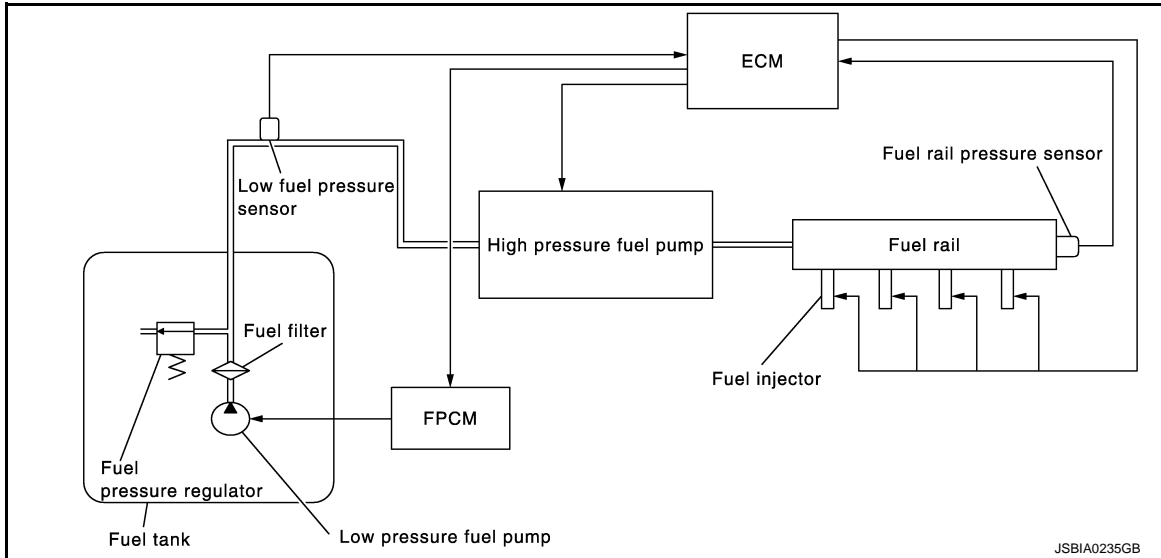 ECM
Fuel rail pressure sensor
Low fuel pressure
sensor
High pressure fuel pump
Fuel rail
Fuel filter
Fuel injector
FPCM
Fuel
pressure regulator
Fuel tank
Low pressure fuel pump
JSBIA0235GB